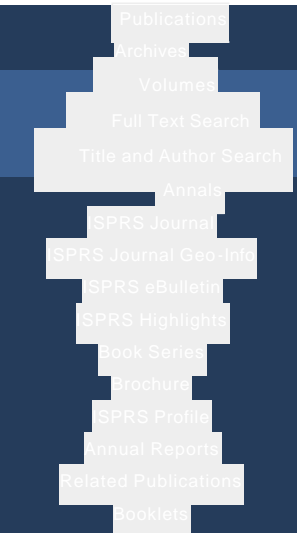 Publications
Archives
Volumes
Full Text Search
Title and Author Search
Annals
ISPRS Journal
ISPRS Journal Geo-Info
ISPRS eBulletin
ISPRS Highlights
Book Series
Brochure
ISPRS Profile
Annual Reports
Related Publications
Booklets